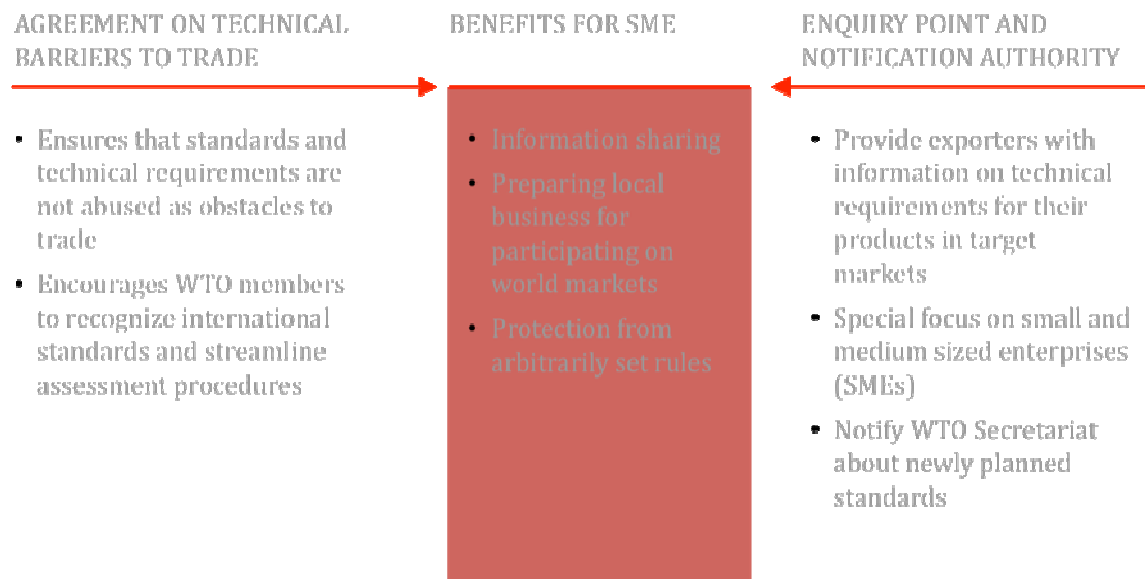 AGREEMENT ON TECHNICAL
BARRIERS TO TRADE
• Ensures that standards and
technical requirements are
not abused as obstacles to
trade
• Encourages WTO members
to recognize international
standards and streamline
assessment procedures
BENEFITS FOR SME
• Information sharing
• Preparing local
business for
participating on
world markets
• Protection from
arbitrarily set rules
ENQUIRY POINT AND
NOTIFICATION AUTHORITY
• Provide exporters with
information on technical
requirements for their
products in target
markets
• Special focus on small and
medium sized enterprises
(SMEs)
• Notify WTO Secretariat
about newly planned
standards